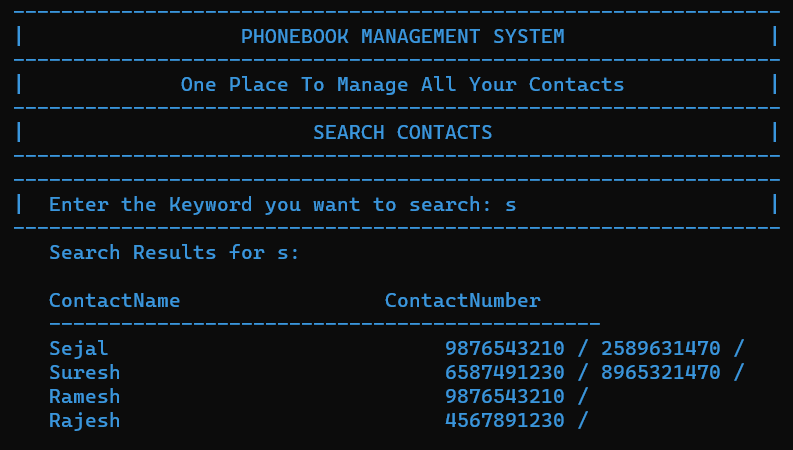 PHONEBOOK MANAGEMENT SYSTEM
One Place To Manage All Your Contacts
SEARCH CONTACTS
Enter the Keyword you want to search: s
Search Results for s:
ContactName ContactNumber
Sejal 9876543210 / 2589631470 /
Suresh 6587491230 / 8965321470 /
Ramesh 9876543210 /
Rajesh 4567891230 /